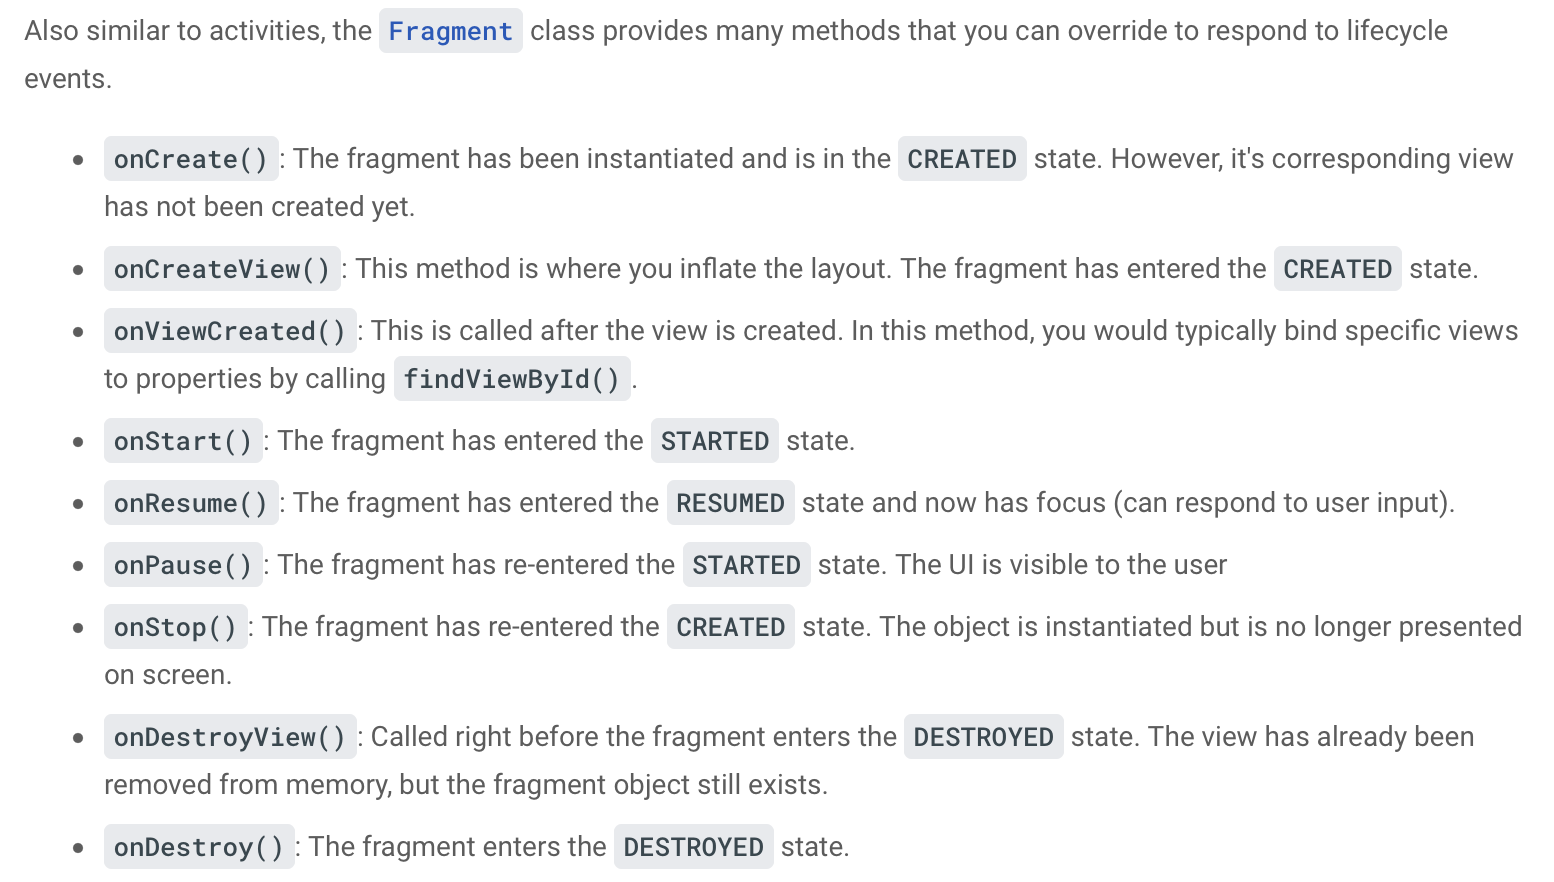 Also similar to activities, the Fragment class provides many methods that you can override to respond to lifecycle
events.
• onCreate(): The fragment has been instantiated and is in the CREATED state. However, it's corresponding view
has not been created yet.
• onCreateView(): This method is where you inflate the layout. The fragment has entered the CREATED state.
• onViewCreated(): This is called after the view is created. In this method, you would typically bind specific views
to properties by calling findViewById().
• onStart(): The fragment has entered the STARTED state.
• onResume(): The fragment has entered the RESUMED state and now has focus (can respond to user input).
• onPause(): The fragment has re-entered the STARTED state. The UI is visible to the user
• onStop(): The fragment has re-entered the CREATED state. The object is instantiated but is no longer presented
on screen.
• onDestroyView(): Called right before the fragment enters the DESTROYED state. The view has already been
removed from memory, but the fragment object still exists.
• onDestroy(): The fragment enters the DESTROYED state.